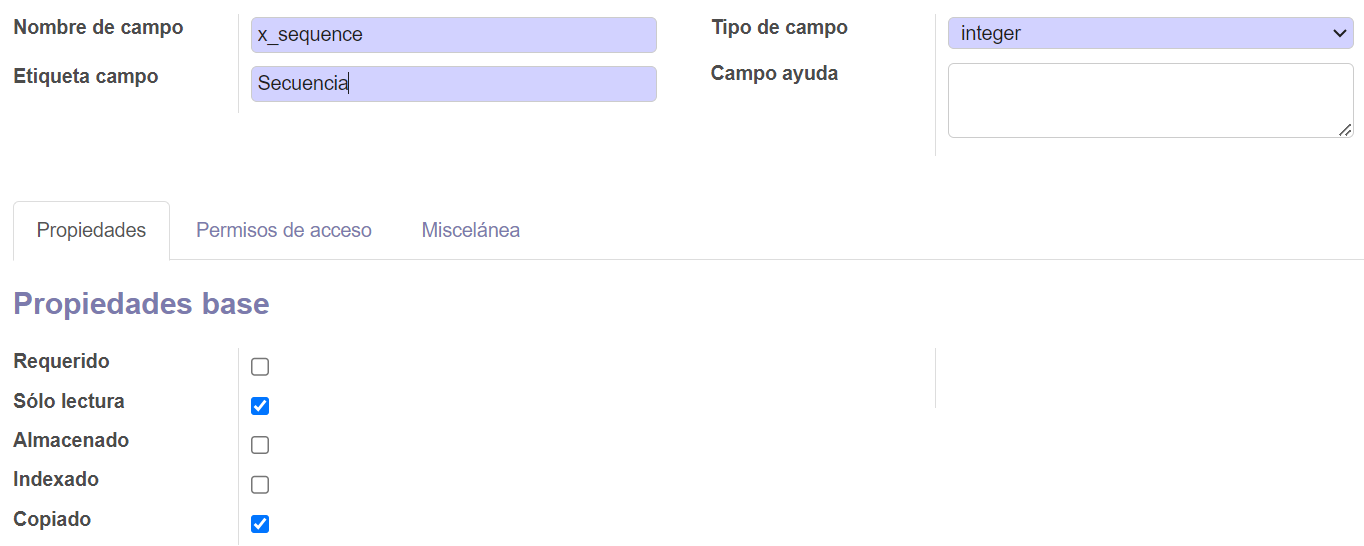 Nombre de campo x_sequence Tipo de campo integer
Etiqueta campo Secuencia Campo ayuda
Propiedades Permisos de acceso Miscelánea
Propiedades base
Requerido
Sólo lectura
Almacenado
Indexado
Copiado